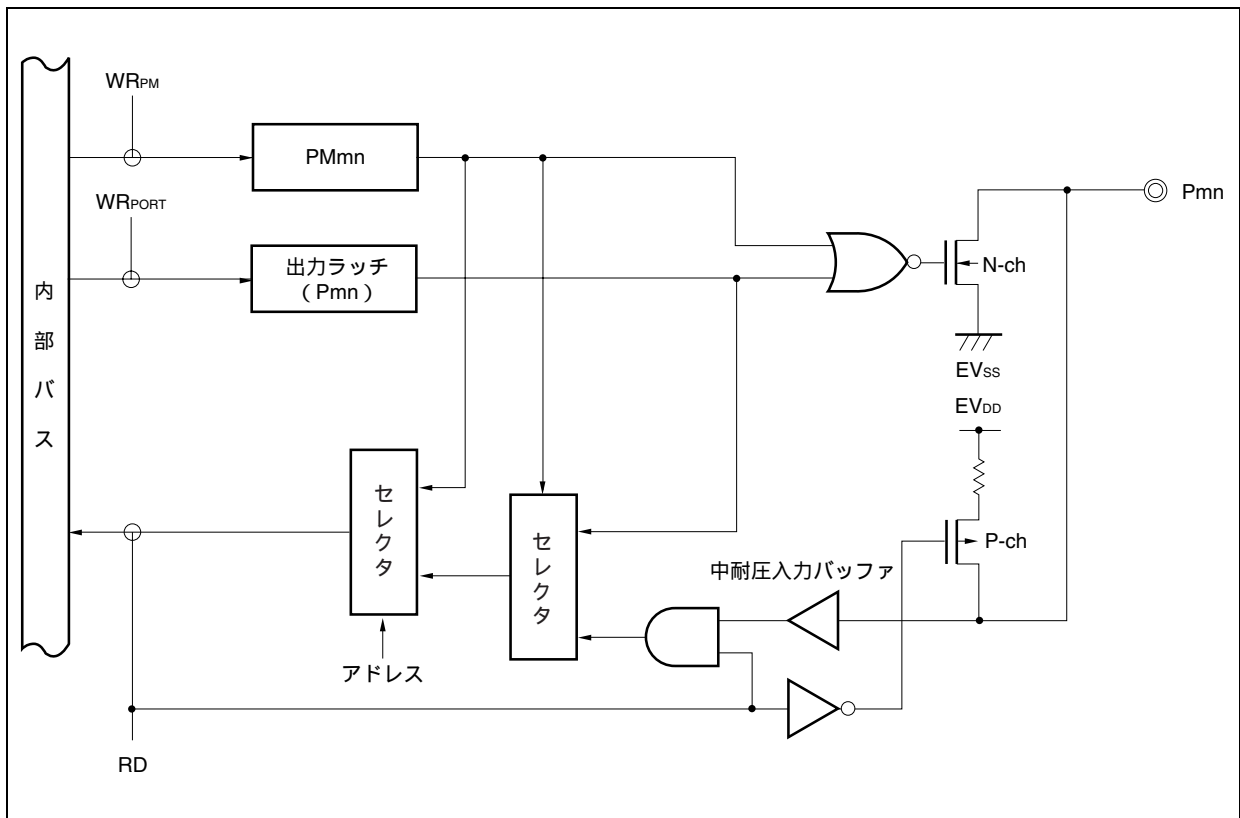 WRPM
PMmn
WRPORT
Pmn
出力ラッチ
（Pmn）
N-ch
内部バス
EVSS
EVDD
セレクタ
セレクタ
P-ch
中耐圧入力バッファ
アドレス
RD